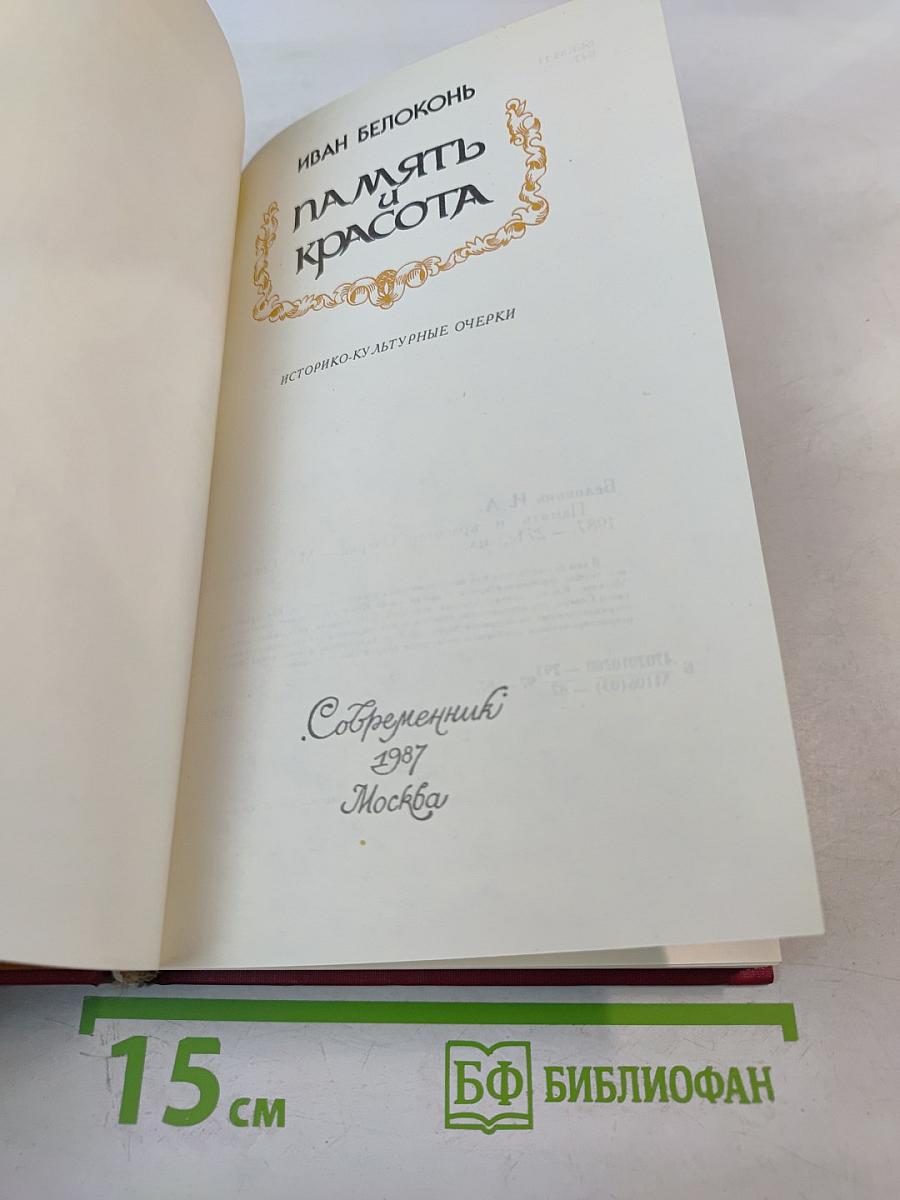 ИВАН БЕЛОКОНЬ
ПАМЯТЬ
И
КРАСОТА
ИСТОРИКО-КУЛЬТУРНЫЕ ОЧЕРКИ
Современник
1987
Москва
15 см
БФ БИБЛИОФАН